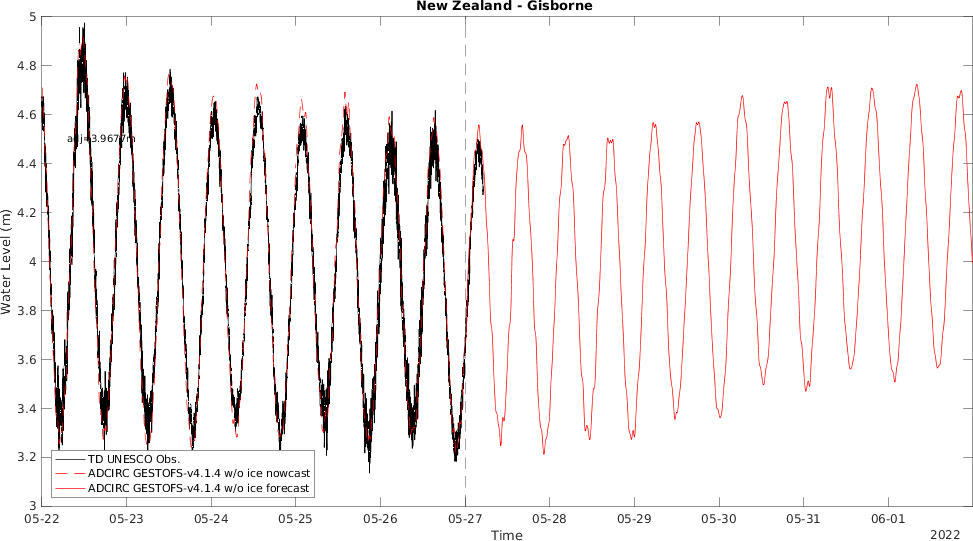 New Zealand - Gisborne
5
4.8
4.6
4.4
4.2
4
3.8
3.6
3.4
3.2
3
Water Level (m)
adj=3.9677m
TD UNESCO Obs.
ADCIRC GESTOFS-v4.1.4 w/o ice nowcast
ADCIRC GESTOFS-v4.1.4 w/o ice forecast
05-22 05-23 05-24 05-25 05-26 05-27 05-28 05-29 05-30 05-31 06-01
Time
2022